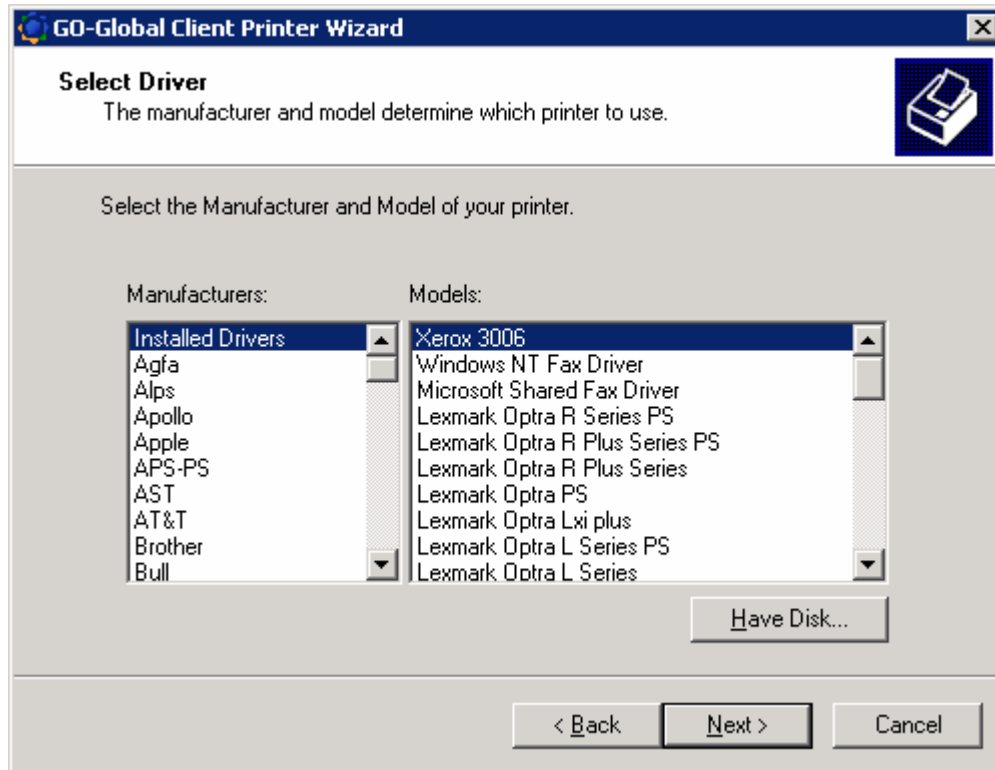 GO-Global Client Printer Wizard
Select Driver
The manufacturer and model determine which printer to use.
Select the Manufacturer and Model of your printer.
Manufacturers:
Installed Drivers
Agfa
Alps
Apollo
Apple
APS-PS
AST
AT&T
Brother
Bull
Models:
Xerox 3006
Windows NT Fax Driver
Microsoft Shared Fax Driver
Lexmark Optra R Series PS
Lexmark Optra R Plus Series PS
Lexmark Optra R Plus Series
Lexmark Optra PS
Lexmark Optra Lxi plus
Lexmark Optra L Series PS
Lexmark Optra L Series
Have Disk...
< Back
Next >
Cancel